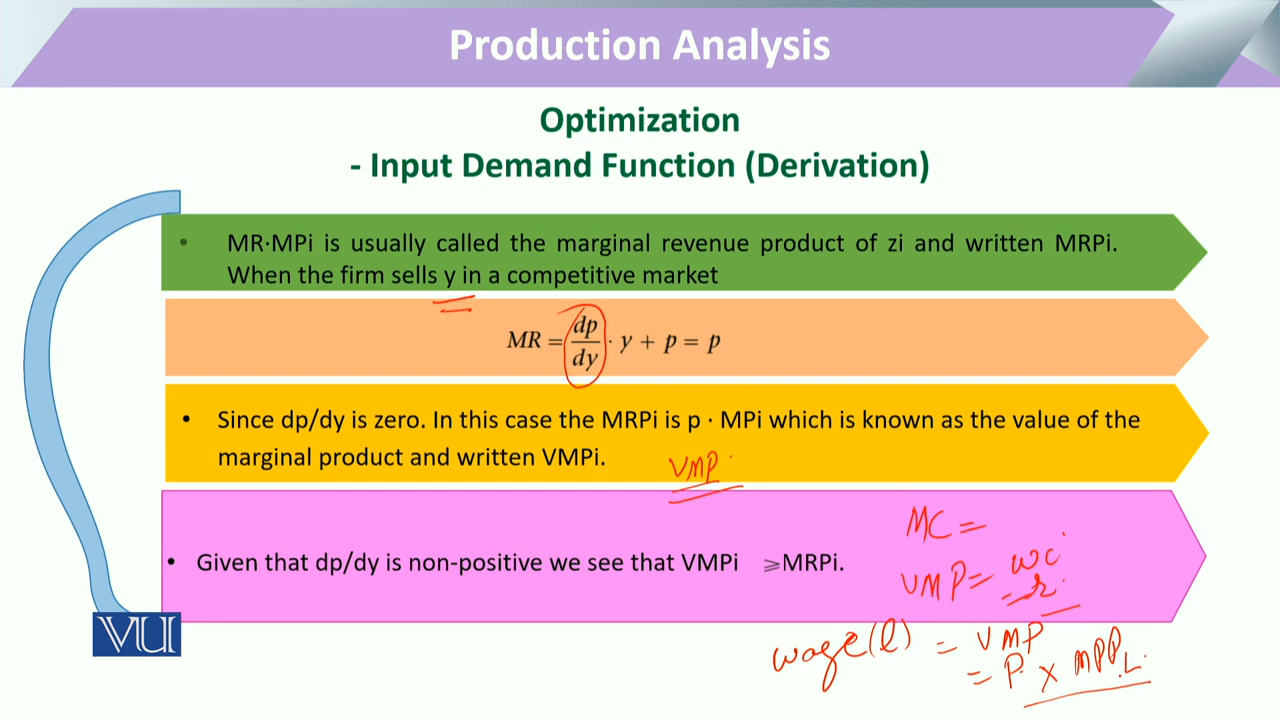 Production Analysis
Optimization
- Input Demand Function (Derivation)
• MR·MPi is usually called the marginal revenue product of zi and written MRPi.
When the firm sells y in a competitive market
MR = dp/dy · y + p = p
• Since dp/dy is zero. In this case the MRPi is p · MPi which is known as the value of the
marginal product and written VMPi.
VMP
MC =
• Given that dp/dy is non-positive we see that VMPi ⩾MRPi.
VMP = wi
= r
VUI
wage(l) = VMP
= P × MPPL